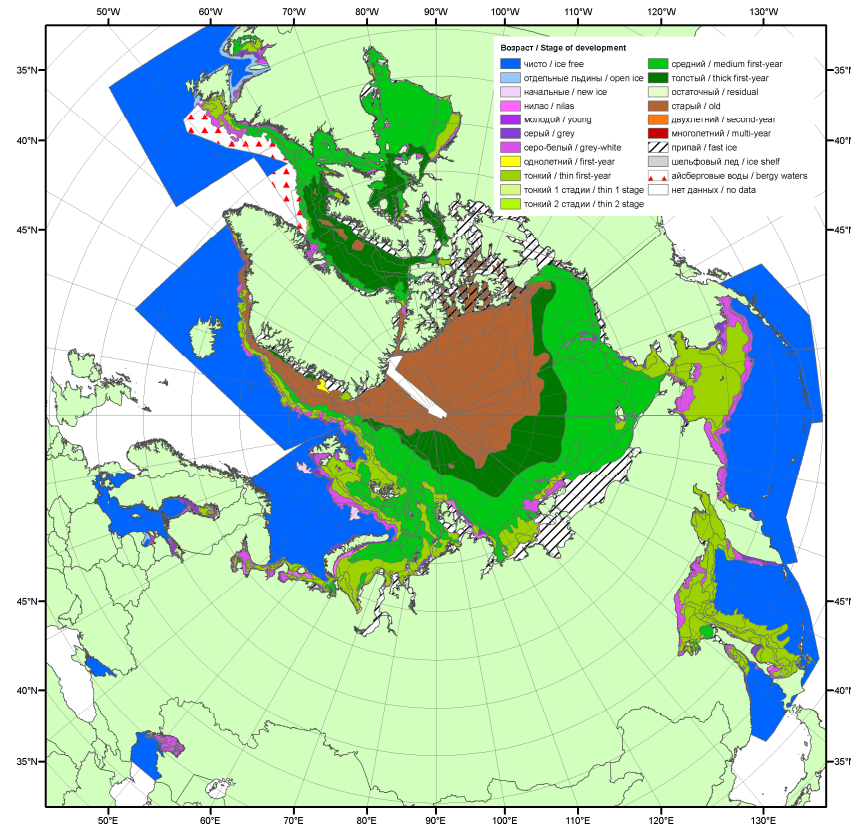 50°W 60°W 70°W 80°W 90°W 100°W 110°W 120°W 130°W
Возраст / Stage of development
чисто / ice free
отдельные льдины / open ice
начальные / new ice
нилас / nilas
молодой / young
серый / grey
серо-белый / grey-white
однолетний / first-year
тонкий / thin first-year
тонкий 1 стадии / thin 1 stage
тонкий 2 стадии / thin 2 stage
средний / medium first-year
толстый / thick first-year
остаточный / residual
старый / old
двухлетний / second-year
многолетний / multi-year
припай / fast ice
шельфовый лед / ice shelf
айсберговые воды / bergy waters
нет данных / no data
35°N 35°N
40°N 40°N
45°N 45°N
45°N 45°N
40°N 40°N
35°N 35°N
50°E 60°E 70°E 80°E 90°E 100°E 110°E 120°E 130°E